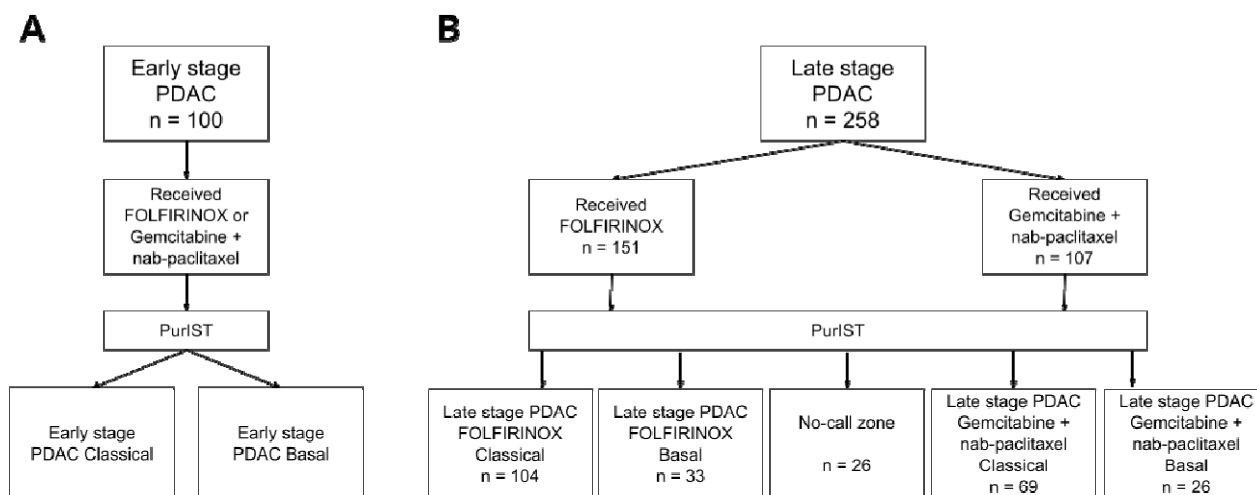 A
Early stage
PDAC
n = 100
Received
FOLFIRINOX or
Gemcitabine +
nab-paclitaxel
PurIST
Early stage
PDAC Classical
Early stage
PDAC Basal
B
Late stage
PDAC
n = 258
Received
FOLFIRINOX
n = 151
Received
Gemcitabine +
nab-paclitaxel
n = 107
PurIST
Late stage PDAC
FOLFIRINOX
Classical
n = 104
Late stage PDAC
FOLFIRINOX
Basal
n = 33
No-call zone
n = 26
Late stage PDAC
Gemcitabine +
nab-paclitaxel
Classical
n = 69
Late stage PDAC
Gemcitabine +
nab-paclitaxel
Basal
n = 26